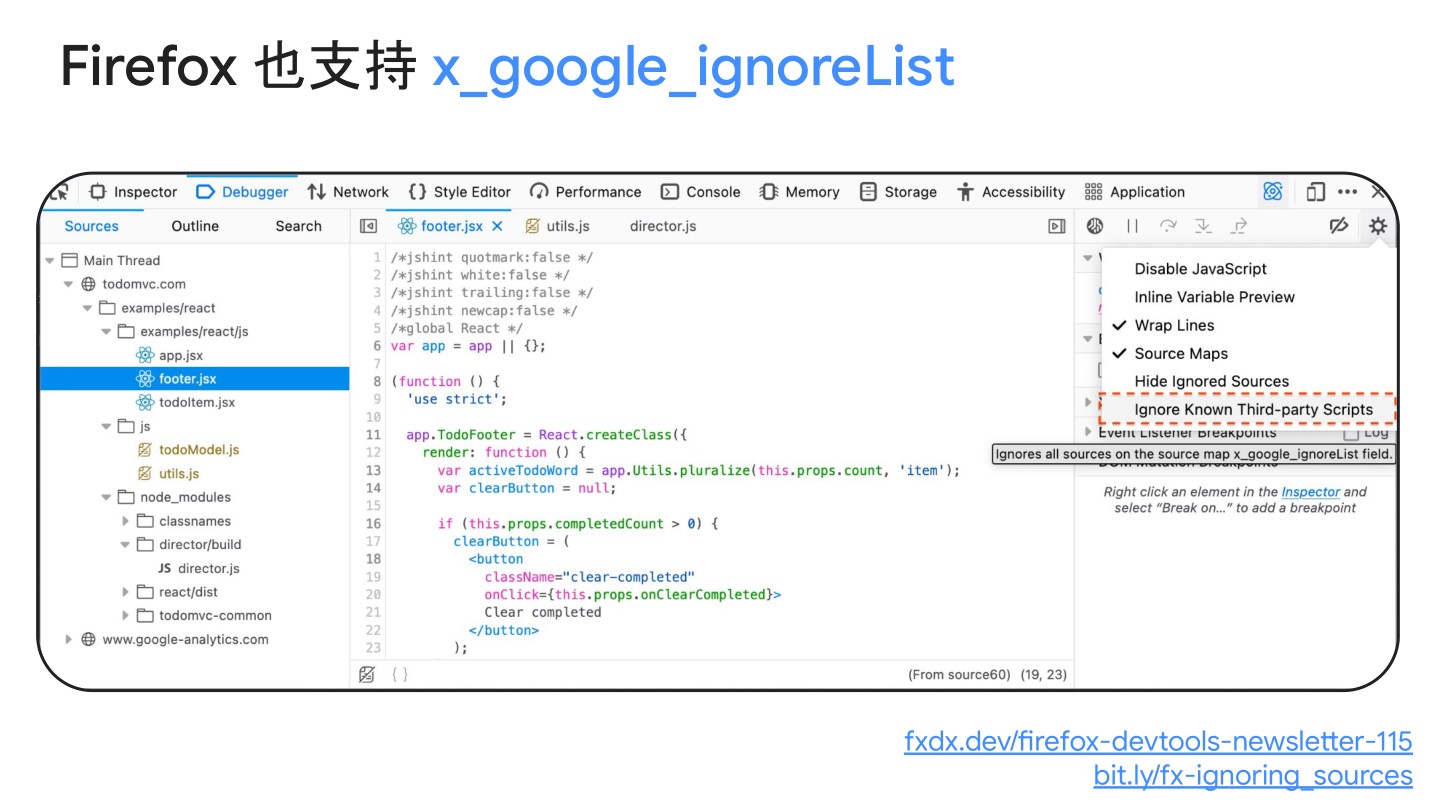 Firefox 也支持 x_google_ignoreList
Inspector Debugger Network Style Editor Performance Console Memory Storage Accessibility Application
Sources Outline Search
footer.jsx utils.js director.js
Main Thread
todomvc.com
examples/react
examples/react/js
app.jsx
footer.jsx
todoItem.jsx
js
todoModel.js
utils.js
node_modules
classnames
director/build
JS director.js
react/dist
todomvc-common
www.google-analytics.com
1 /*jshint quotmark:false */
2 /*jshint white:false */
3 /*jshint trailing:false */
4 /*jshint newcap:false */
5 /*global React */
6 var app = app || {};
7
8 (function () {
9 'use strict';
10
11 app.TodoFooter = React.createClass({
12 render: function () {
13 var activeTodoWord = app.Utils.pluralize(this.props.count, 'item');
14 var clearButton = null;
15
16 if (this.props.completedCount > 0) {
17 clearButton = (
18 <button
19 className="clear-completed"
20 onClick={this.props.onClearCompleted}>
21 Clear completed
22 </button>
23 );
{ } (From source60) (19, 23)
Disable JavaScript
Inline Variable Preview
Wrap Lines
Source Maps
Hide Ignored Sources
Ignore Known Third-party Scripts
Event Listener Breakpoints Log
Ignores all sources on the source map x_google_ignoreList field.
DOM Mutation Breakpoints
Right click an element in the Inspector and
select “Break on…” to add a breakpoint
fxdx.dev/firefox-devtools-newsletter-115
bit.ly/fx-ignoring_sources